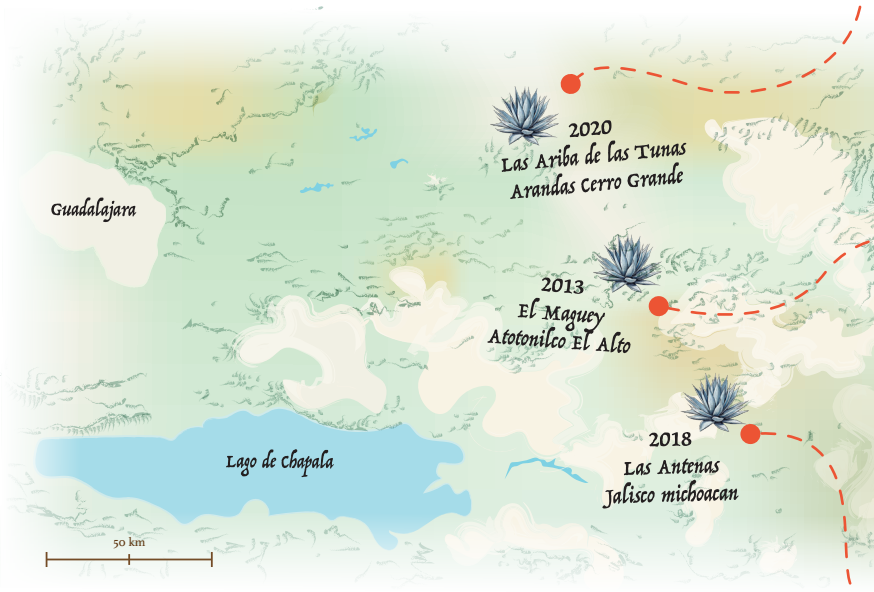 2020
Las Ariba de las Tunas
Arandas Cerro Grande
Guadalajara
2013
El Maguey
Atotonilco El Alto
2018
Las Antenas
Jalisco michoacan
Lago de Chapala
50 km